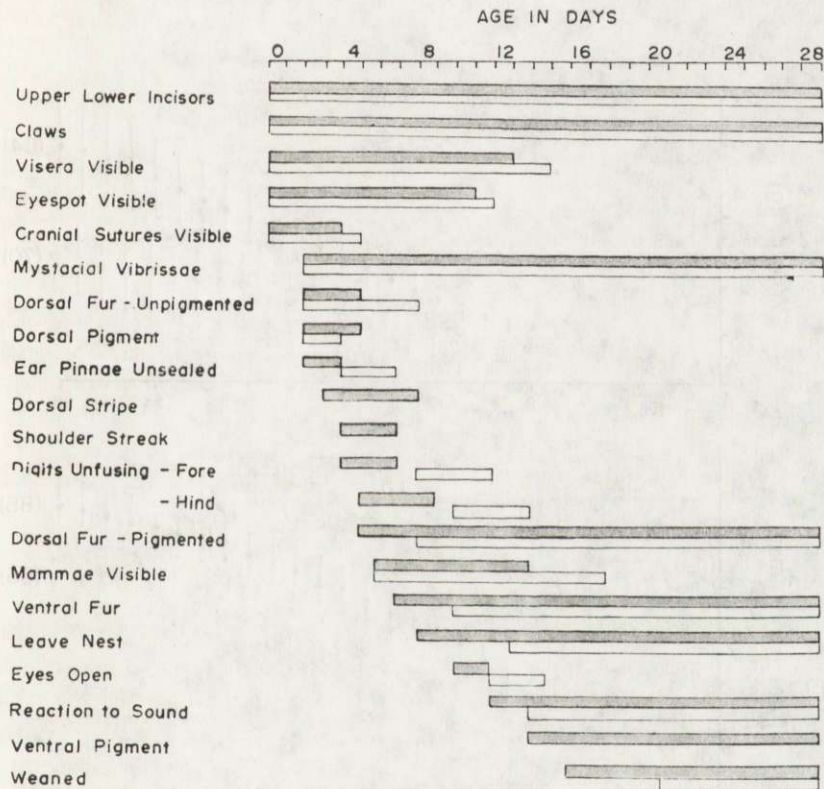 AGE IN DAYS
0 4 8 12 16 20 24 28
Upper Lower Incisors
Claws
Visera Visible
Eyespot Visible
Cranial Sutures Visible
Mystacial Vibrissae
Dorsal Fur - Unpigmented
Dorsal Pigment
Ear Pinnae Unsealed
Dorsal Stripe
Shoulder Streak
Digits Unfusing - Fore
- Hind
Dorsal Fur - Pigmented
Mammae Visible
Ventral Fur
Leave Nest
Eyes Open
Reaction to Sound
Ventral Pigment
Weaned